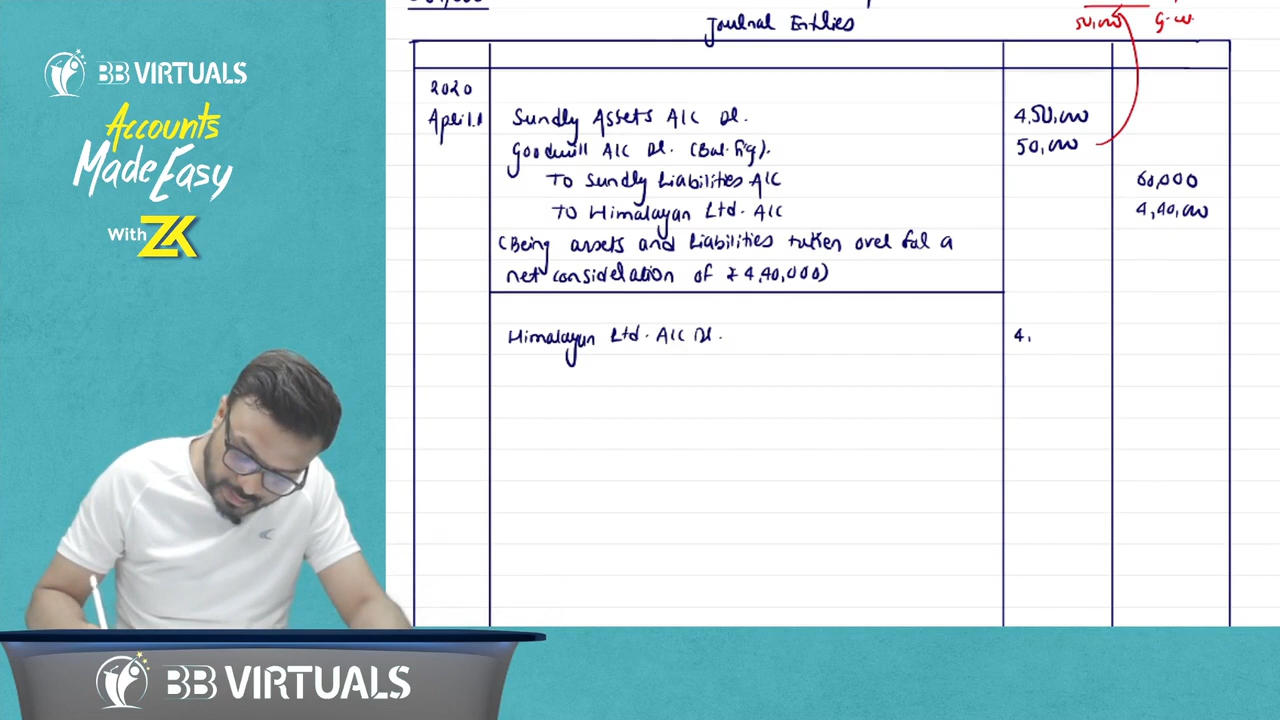 Journal Entries
50,000 G.W.
BB VIRTUALS
Accounts
Made Easy
With ZK
2020
April.1
Sundry Assets A/C Dr. 4,50,000
Goodwill A/C Dr. (Bal. fig). 50,000
To Sundry Liabilities A/C 60,000
To Himalayan Ltd. A/C 4,40,000
(Being assets and Liabilities taken over for a
net consideration of ₹ 4,40,000)
Himalayan Ltd. A/C Dr. 4,
BB VIRTUALS